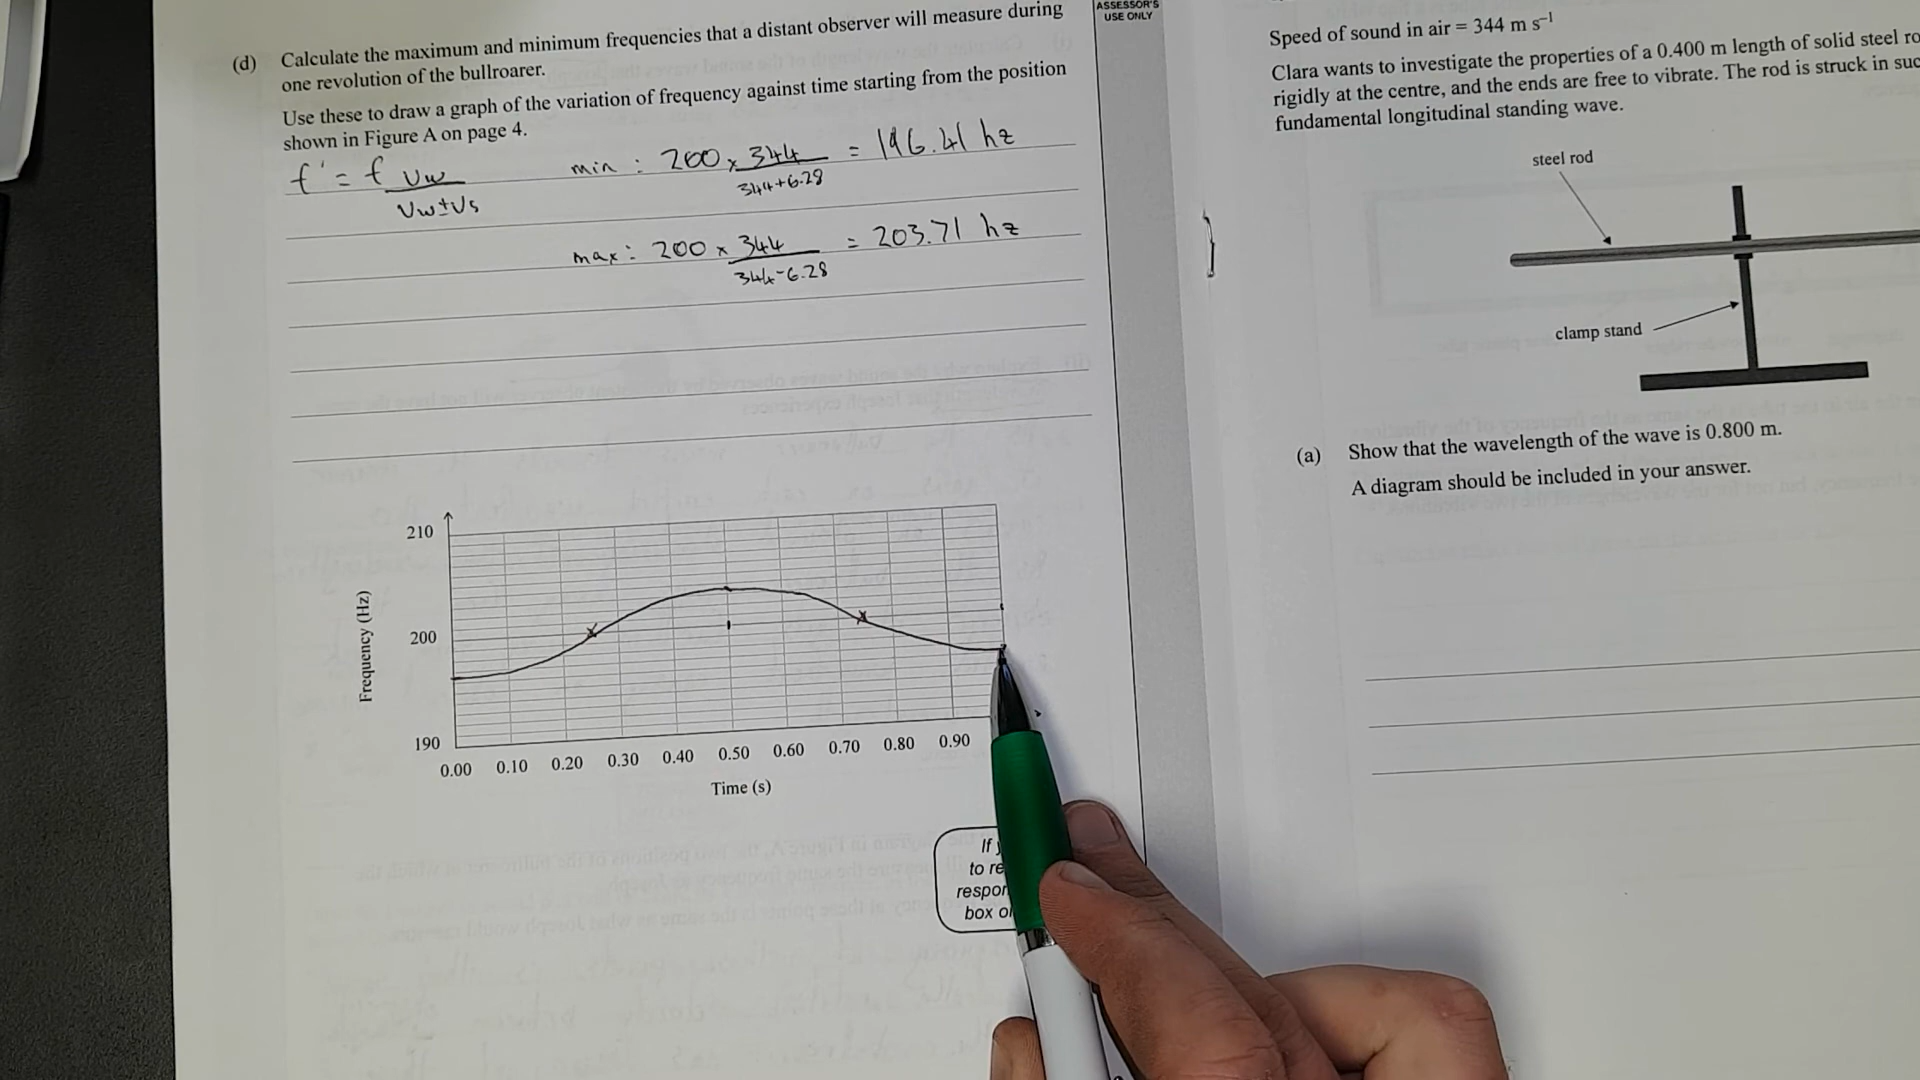 ASSESSOR'S
USE ONLY
(d) Calculate the maximum and minimum frequencies that a distant observer will measure during
one revolution of the bullroarer.
Use these to draw a graph of the variation of frequency against time starting from the position
shown in Figure A on page 4.
f' = f Vw
Vw±Vs
min : 200 x 344 = 196.41 hz
344+6.28
max: 200 x 344 = 203.71 hz
344-6.28
Frequency (Hz)
210
200
190
0.00 0.10 0.20 0.30 0.40 0.50 0.60 0.70 0.80 0.90
Time (s)
If
to re
respon
box o
Speed of sound in air = 344 m s⁻¹
Clara wants to investigate the properties of a 0.400 m length of solid steel ro
rigidly at the centre, and the ends are free to vibrate. The rod is struck in suc
fundamental longitudinal standing wave.
steel rod
clamp stand
(a) Show that the wavelength of the wave is 0.800 m.
A diagram should be included in your answer.